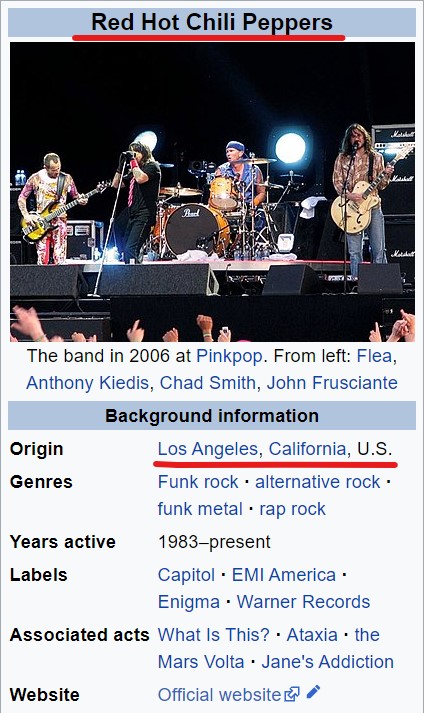 Red Hot Chili Peppers
Marshall
Marshall
Marshall
Pearl
The band in 2006 at Pinkpop. From left: Flea,
Anthony Kiedis, Chad Smith, John Frusciante
Background information
Origin Los Angeles, California, U.S.
Genres Funk rock · alternative rock ·
funk metal · rap rock
Years active 1983–present
Labels Capitol · EMI America ·
Enigma · Warner Records
Associated acts What Is This? · Ataxia · the
Mars Volta · Jane's Addiction
Website Official website